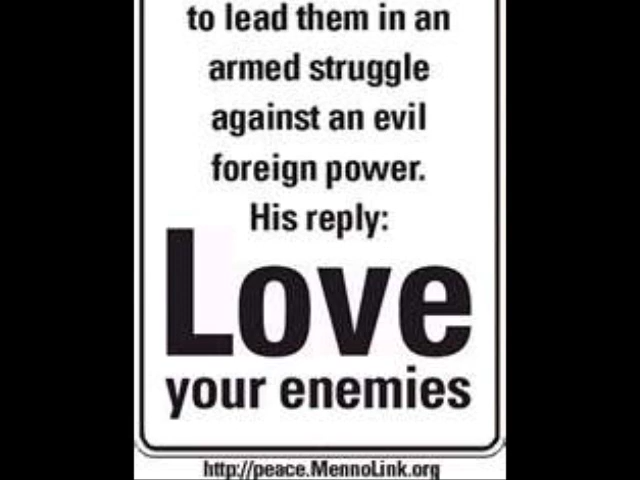 to lead them in an
armed struggle
against an evil
foreign power.
His reply:
Love
your enemies
http://peace.MennoLink.org